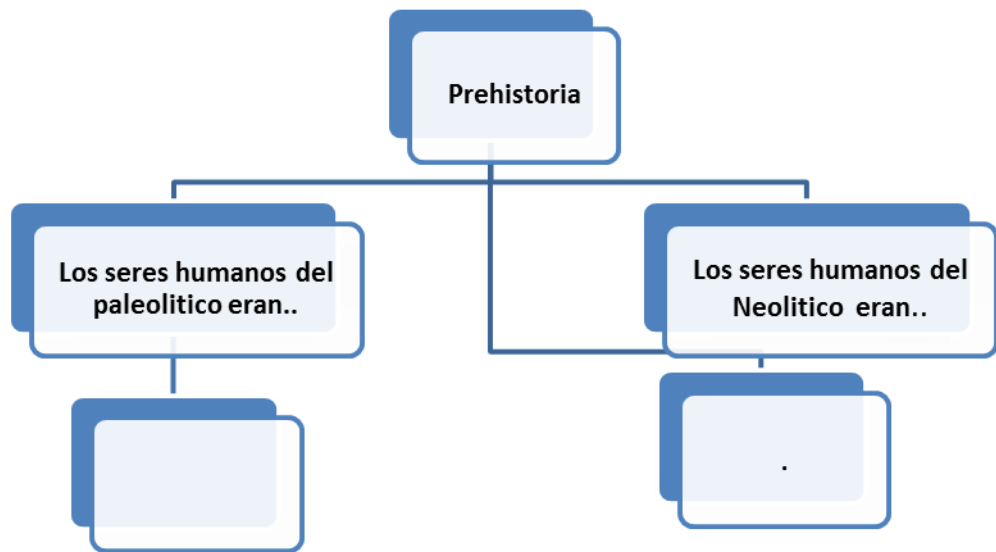 Prehistoria
Los seres humanos del
paleolitico eran..
Los seres humanos del
Neolitico eran..
.